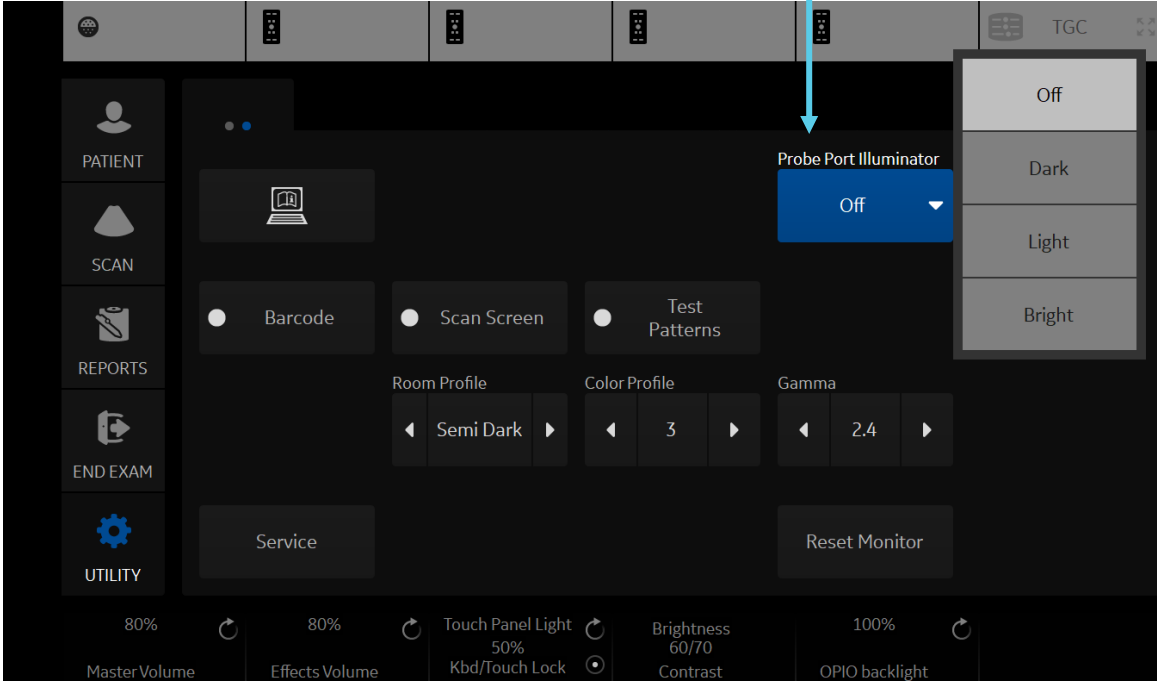 TGC
PATIENT
SCAN
REPORTS
END EXAM
UTILITY
Probe Port Illuminator
Off
Off
Dark
Light
Bright
Barcode
Scan Screen
Test
Patterns
Room Profile
Semi Dark
Color Profile
3
Gamma
2.4
Service
Reset Monitor
80%
Master Volume
80%
Effects Volume
Touch Panel Light
50%
Kbd/Touch Lock
Brightness
60/70
Contrast
100%
OPIO backlight